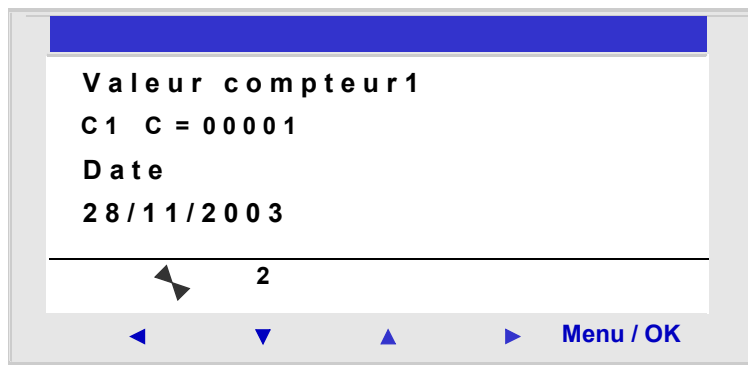 Valeur compteur1
C1 C=00001
Date
28/11/2003
2
Menu / OK